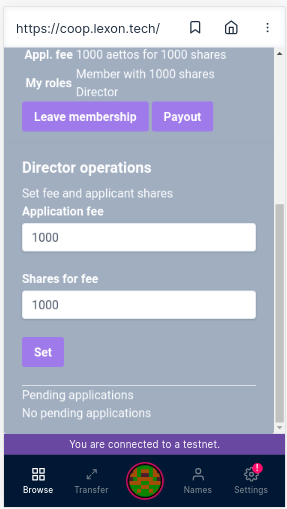 https://coop.lexon.tech/
Appl. fee 1000 aettos for 1000 shares
My roles Member with 1000 shares
Director
Leave membership Payout
Director operations
Set fee and applicant shares
Application fee
1000
Shares for fee
1000
Set
Pending applications
No pending applications
You are connected to a testnet.
!
Browse Transfer Names Settings